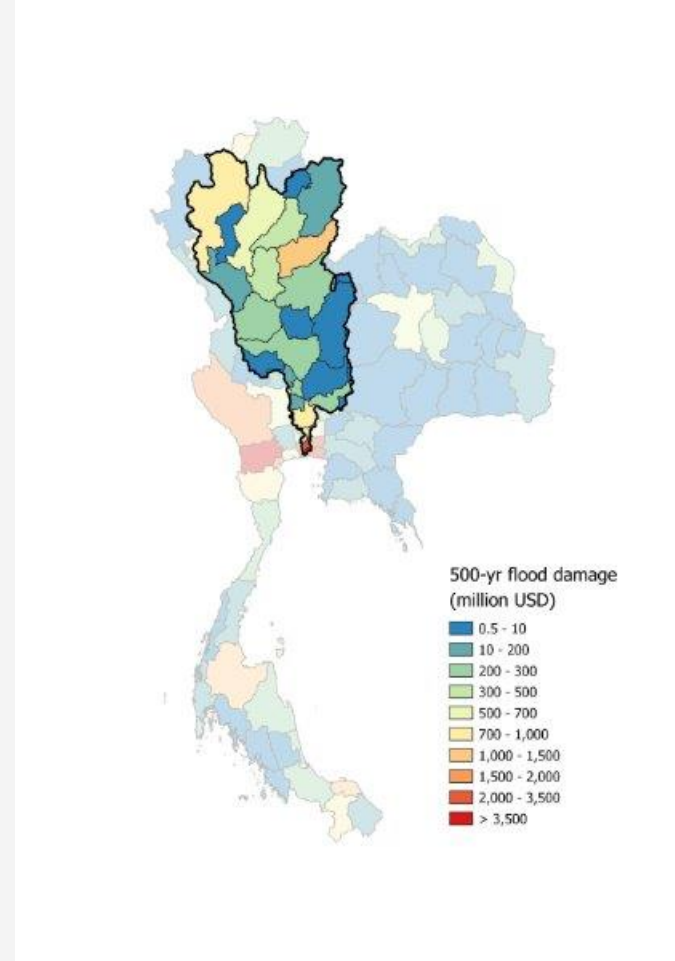 500-yr flood damage
(million USD)
0.5 - 10
10 - 200
200 - 300
300 - 500
500 - 700
700 - 1,000
1,000 - 1,500
1,500 - 2,000
2,000 - 3,500
> 3,500